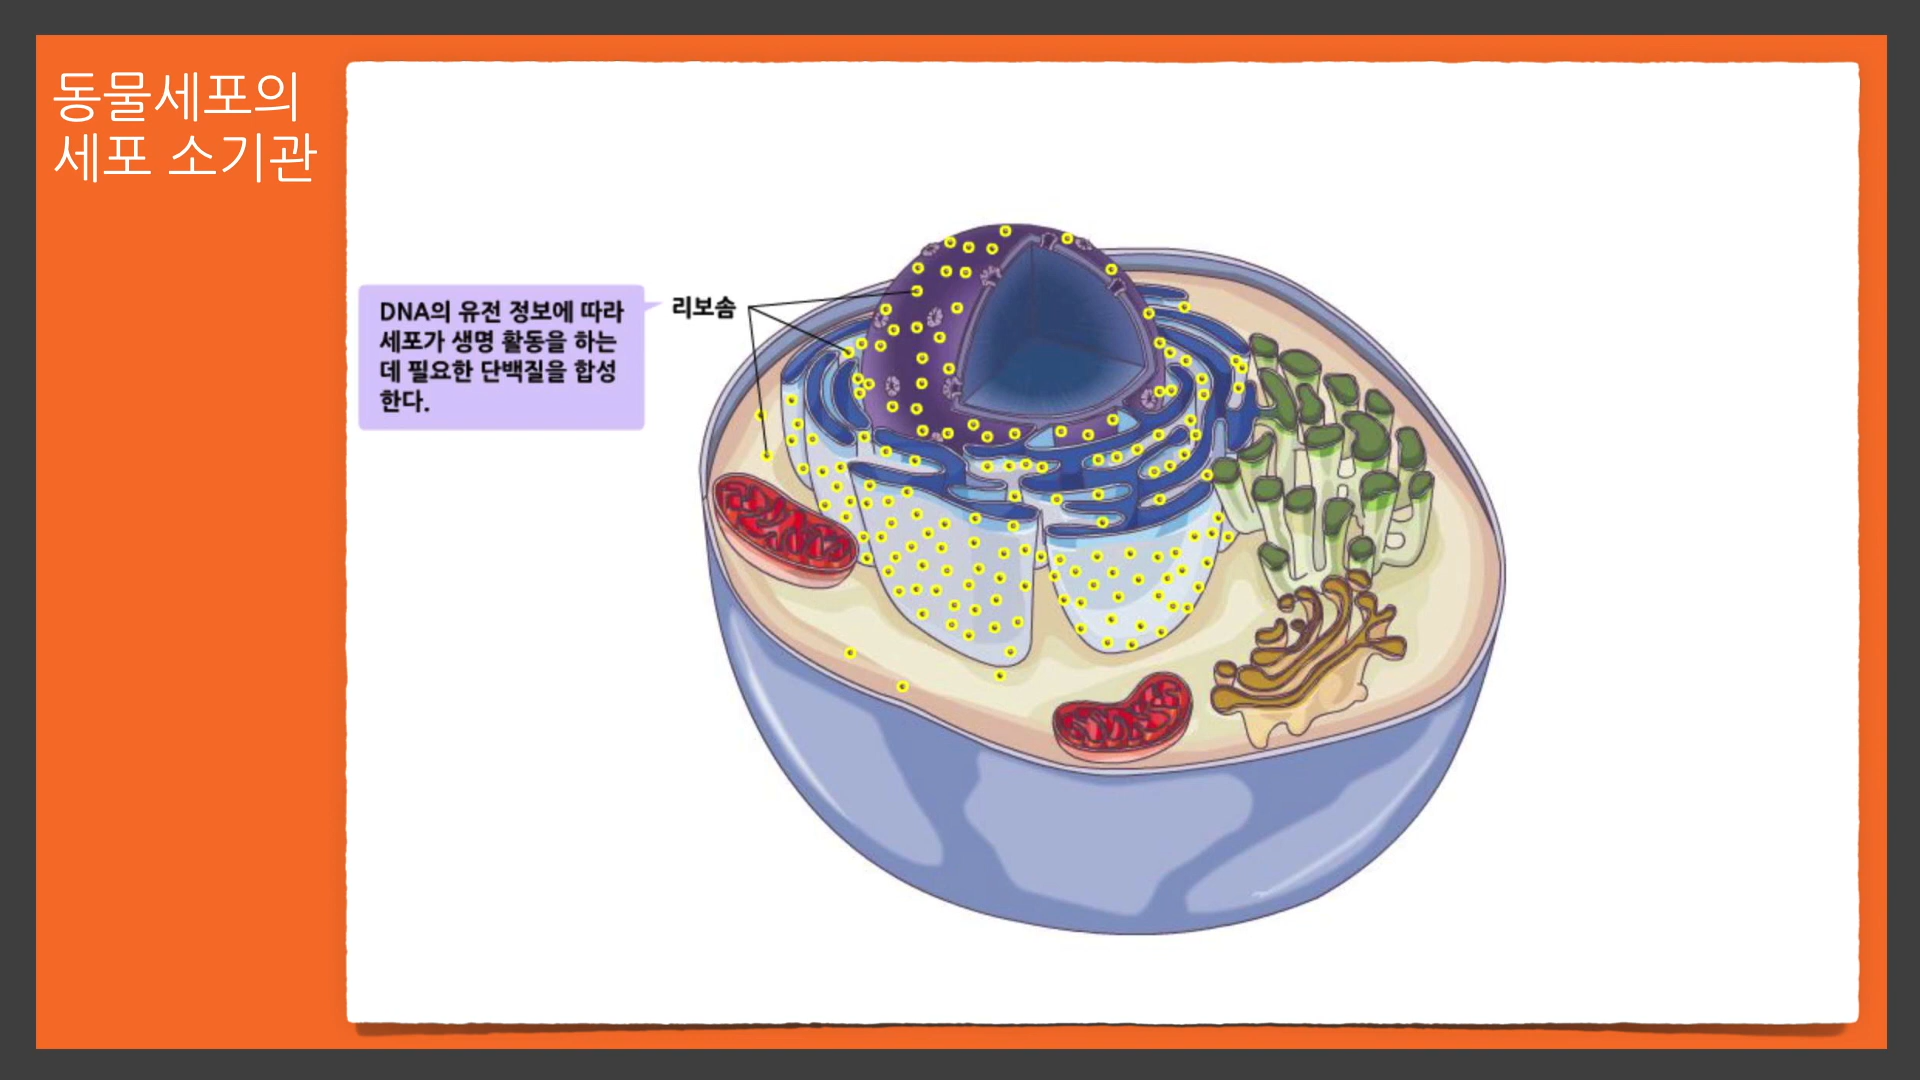 동물세포의
세포 소기관
DNA의 유전 정보에 따라
세포가 생명 활동을 하는
데 필요한 단백질을 합성
한다.
리보솜